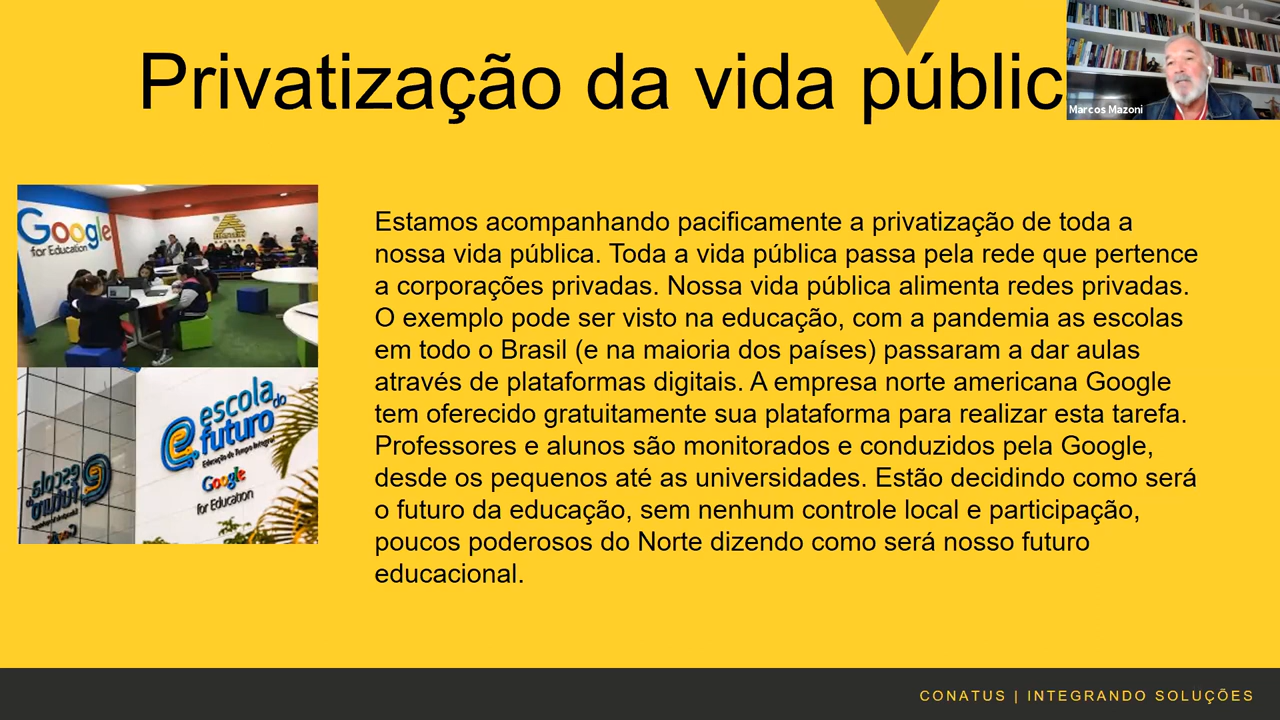 Privatização da vida públic
Marcos Mazoni
Google
for Education
escola
do
futuro
Educação de Tempo Integral
Google
for Education
escola
do
futuro
Estamos acompanhando pacificamente a privatização de toda a
nossa vida pública. Toda a vida pública passa pela rede que pertence
a corporações privadas. Nossa vida pública alimenta redes privadas.
O exemplo pode ser visto na educação, com a pandemia as escolas
em todo o Brasil (e na maioria dos países) passaram a dar aulas
através de plataformas digitais. A empresa norte americana Google
tem oferecido gratuitamente sua plataforma para realizar esta tarefa.
Professores e alunos são monitorados e conduzidos pela Google,
desde os pequenos até as universidades. Estão decidindo como será
o futuro da educação, sem nenhum controle local e participação,
poucos poderosos do Norte dizendo como será nosso futuro
educacional.
CONATUS | INTEGRANDO SOLUÇÕES